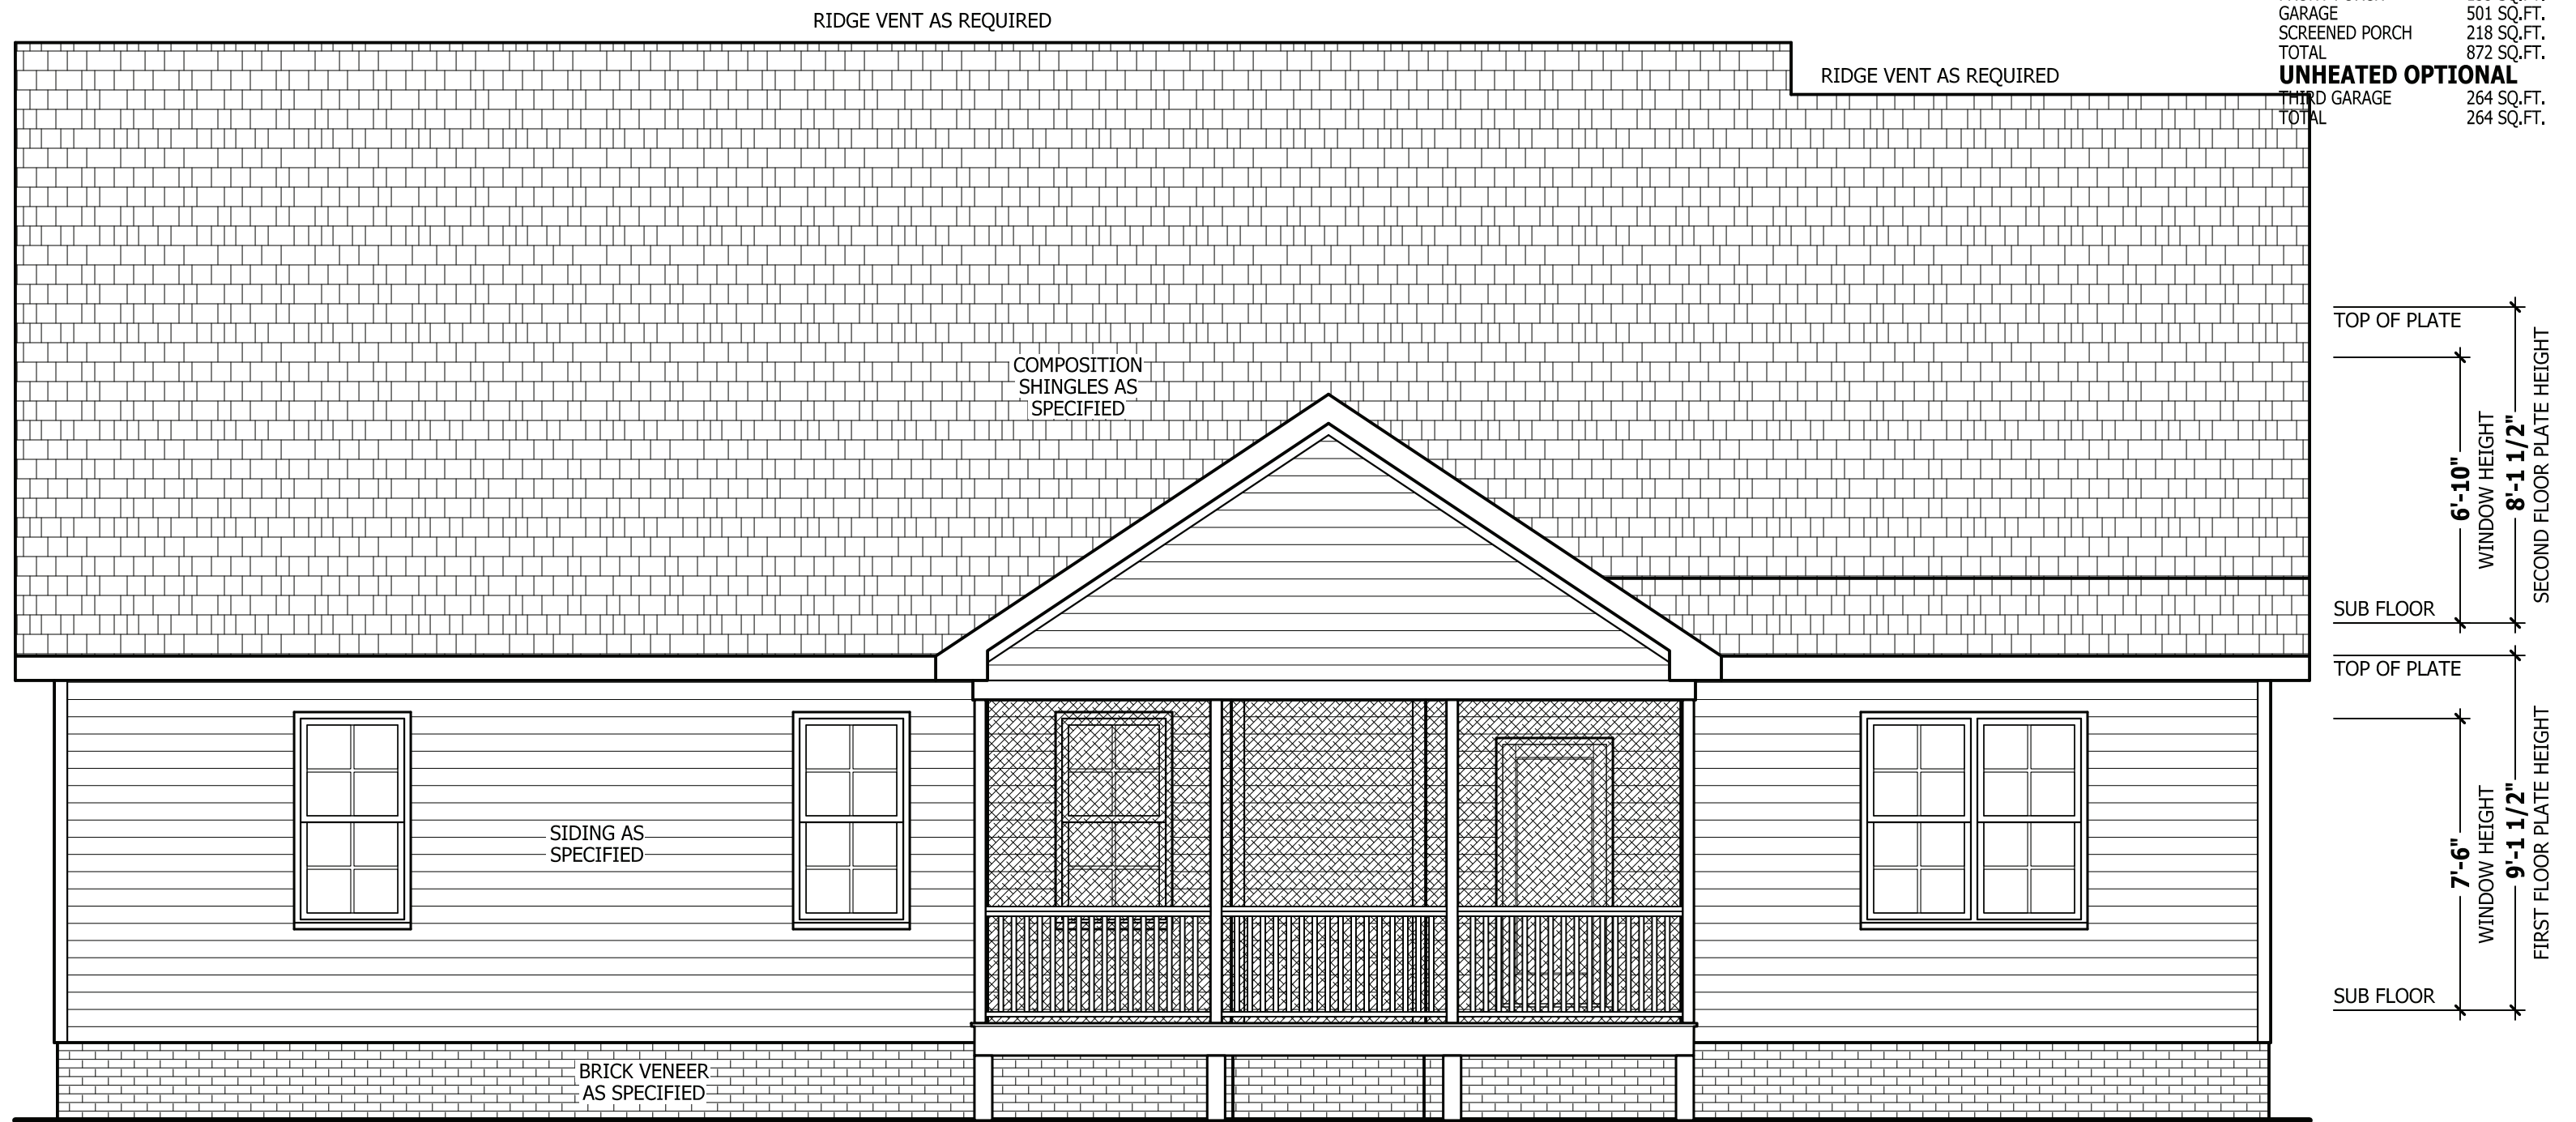 RIDGE VENT AS REQUIRED
GARAGE 501 SQ.FT.
SCREENED PORCH 218 SQ.FT.
TOTAL 872 SQ.FT.
UNHEATED OPTIONAL
THIRD GARAGE 264 SQ.FT.
TOTAL 264 SQ.FT.
RIDGE VENT AS REQUIRED
COMPOSITION
SHINGLES AS
SPECIFIED
TOP OF PLATE
6'-10"
WINDOW HEIGHT
8'-1 1/2"
SECOND FLOOR PLATE HEIGHT
SUB FLOOR
TOP OF PLATE
7'-6"
WINDOW HEIGHT
9'-1 1/2"
FIRST FLOOR PLATE HEIGHT
SUB FLOOR
SIDING AS
SPECIFIED
BRICK VENEER
AS SPECIFIED